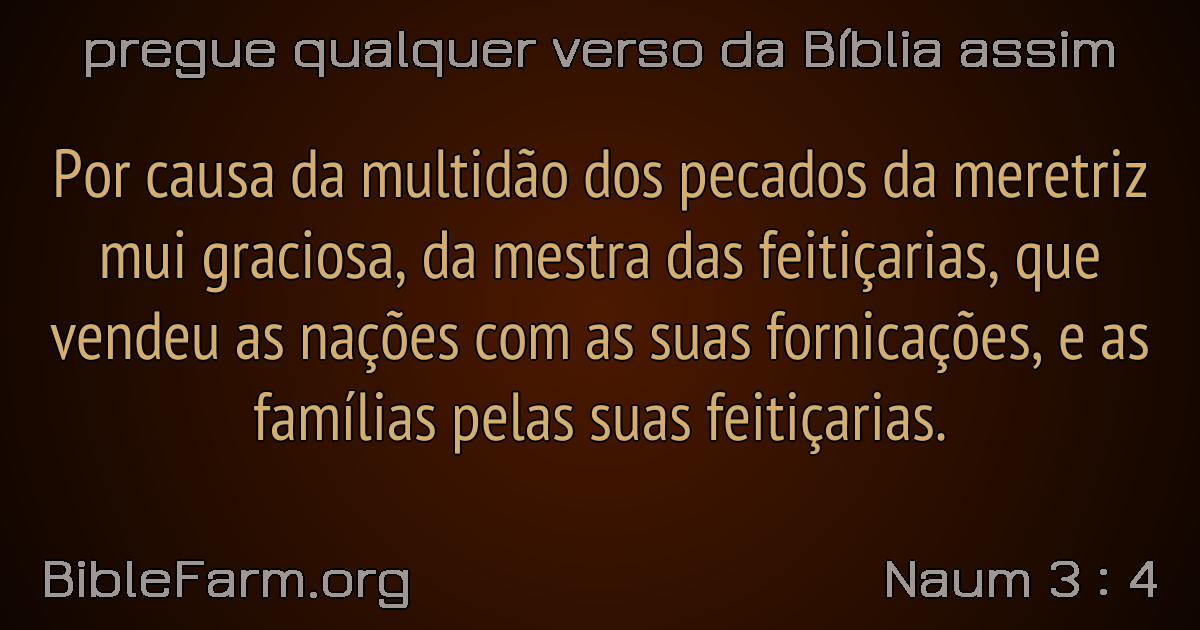 pregue qualquer verso da Bíblia assim
Por causa da multidão dos pecados da meretriz
mui graciosa, da mestra das feitiçarias, que
vendeu as nações com as suas fornicações, e as
famílias pelas suas feitiçarias.
BibleFarm.org
Naum 3 : 4